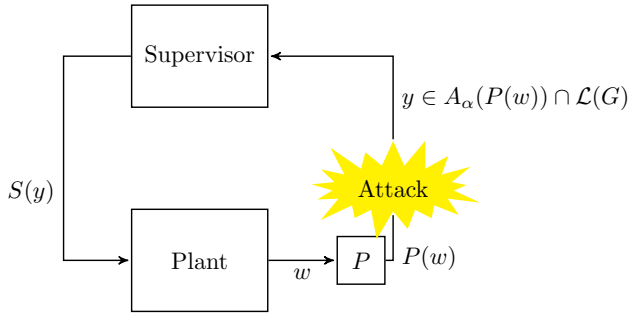 Supervisor
y ∈ A_α(P(w)) ∩ ℒ(G)
Attack
S(y)
Plant
w
P
P(w)